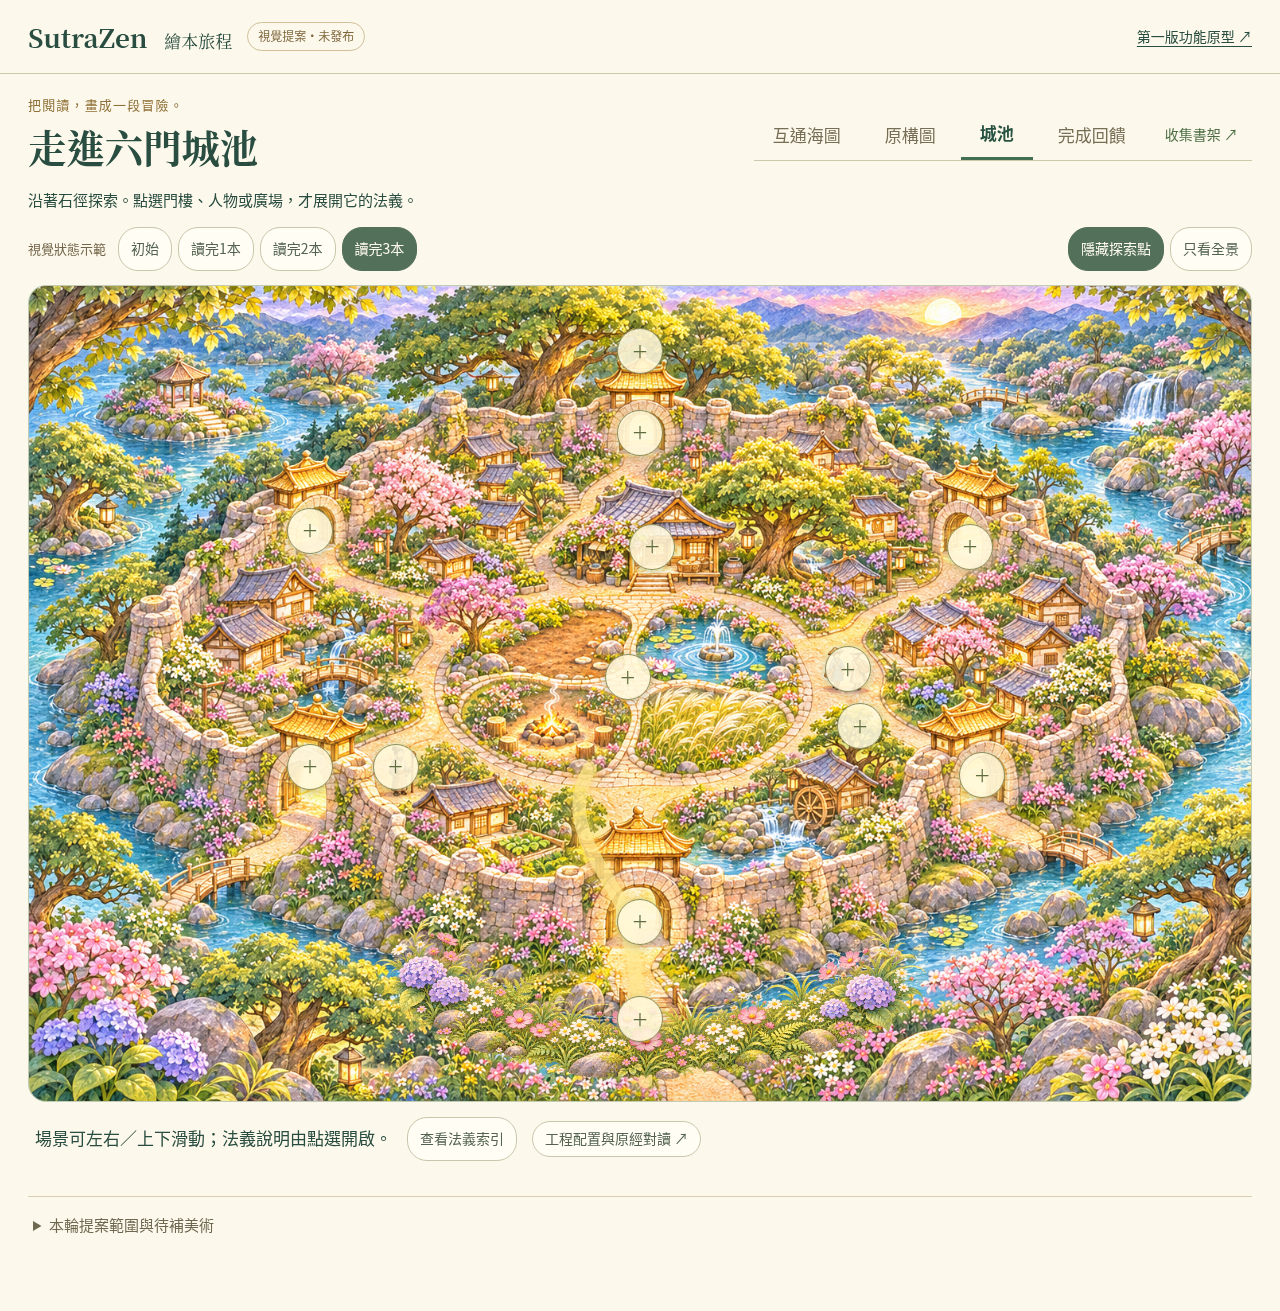 SutraZen 繪本旅程 視覺提案・未發布 第一版功能原型 ↗
把閱讀，畫成一段冒險。
走進六門城池
互通海圖 原構圖 城池 完成回饋 收集書架 ↗
沿著石徑探索。點選門樓、人物或廣場，才展開它的法義。
視覺狀態示範 初始 讀完1本 讀完2本 讀完3本 隱藏探索點 只看全景
場景可左右／上下滑動；法義說明由點選開啟。 查看法義索引 工程配置與原經對讀 ↗
▶ 本輪提案範圍與待補美術